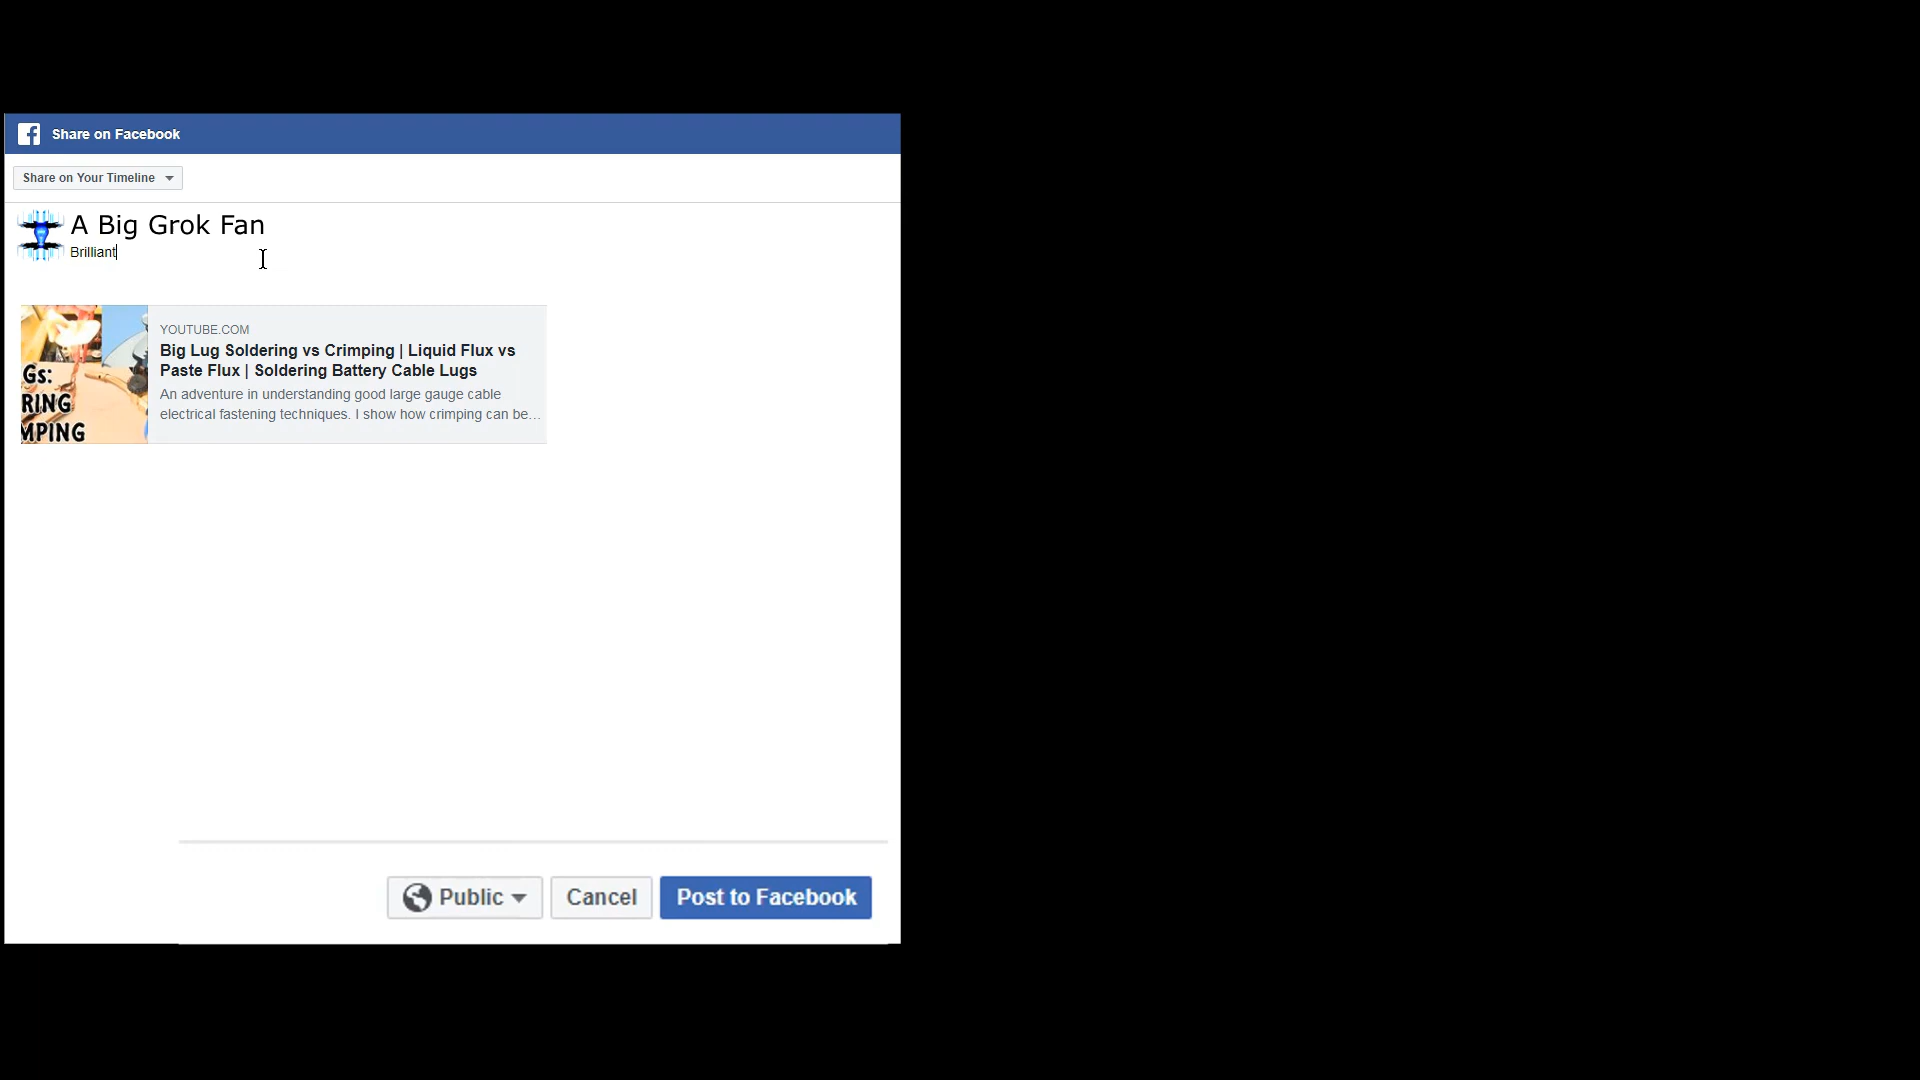 Share on Facebook
Share on Your Timeline
A Big Grok Fan
Brilliant
YOUTUBE.COM
Big Lug Soldering vs Crimping | Liquid Flux vs
Paste Flux | Soldering Battery Cable Lugs
An adventure in understanding good large gauge cable
electrical fastening techniques. I show how crimping can be...
Gs:
RING
MPING
Public
Cancel
Post to Facebook